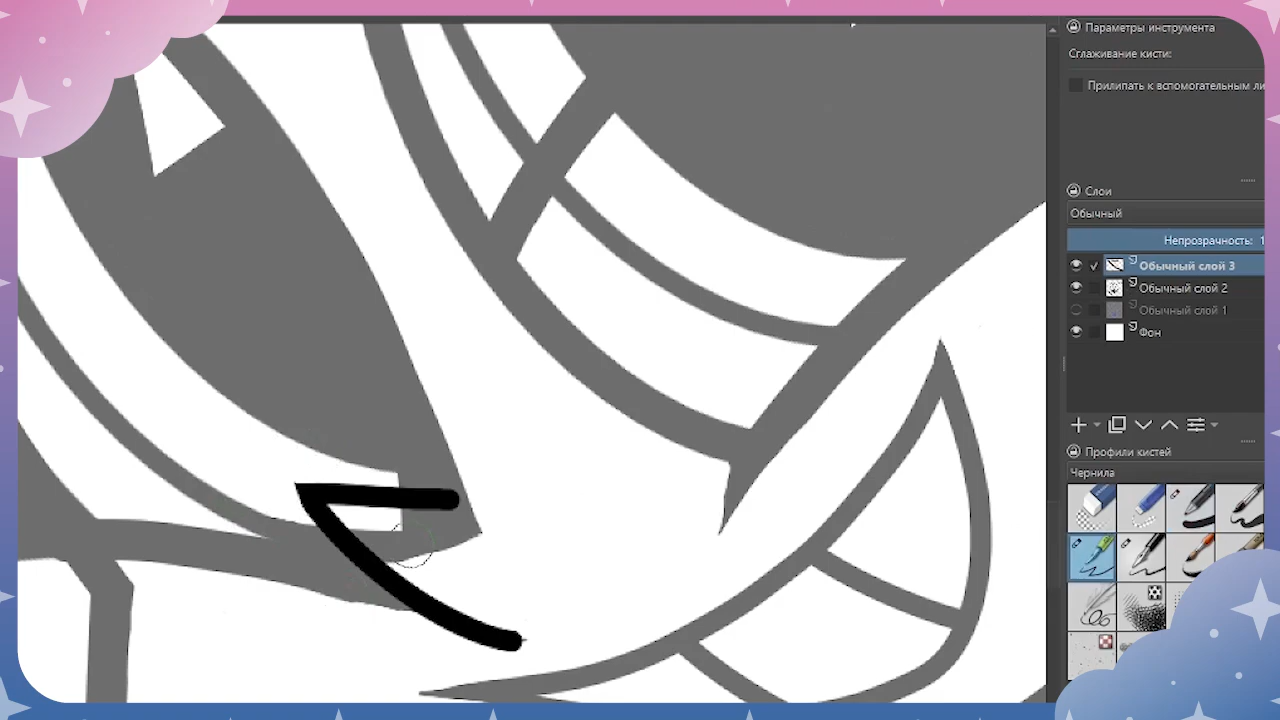 Параметры инструмента
Сглаживание кисти:
Прилипать к вспомогательным ли
Слои
Обычный
Непрозрачность: 1
Обычный слой 3
Обычный слой 2
Обычный слой 1
Фон
Профили кистей
Чернила